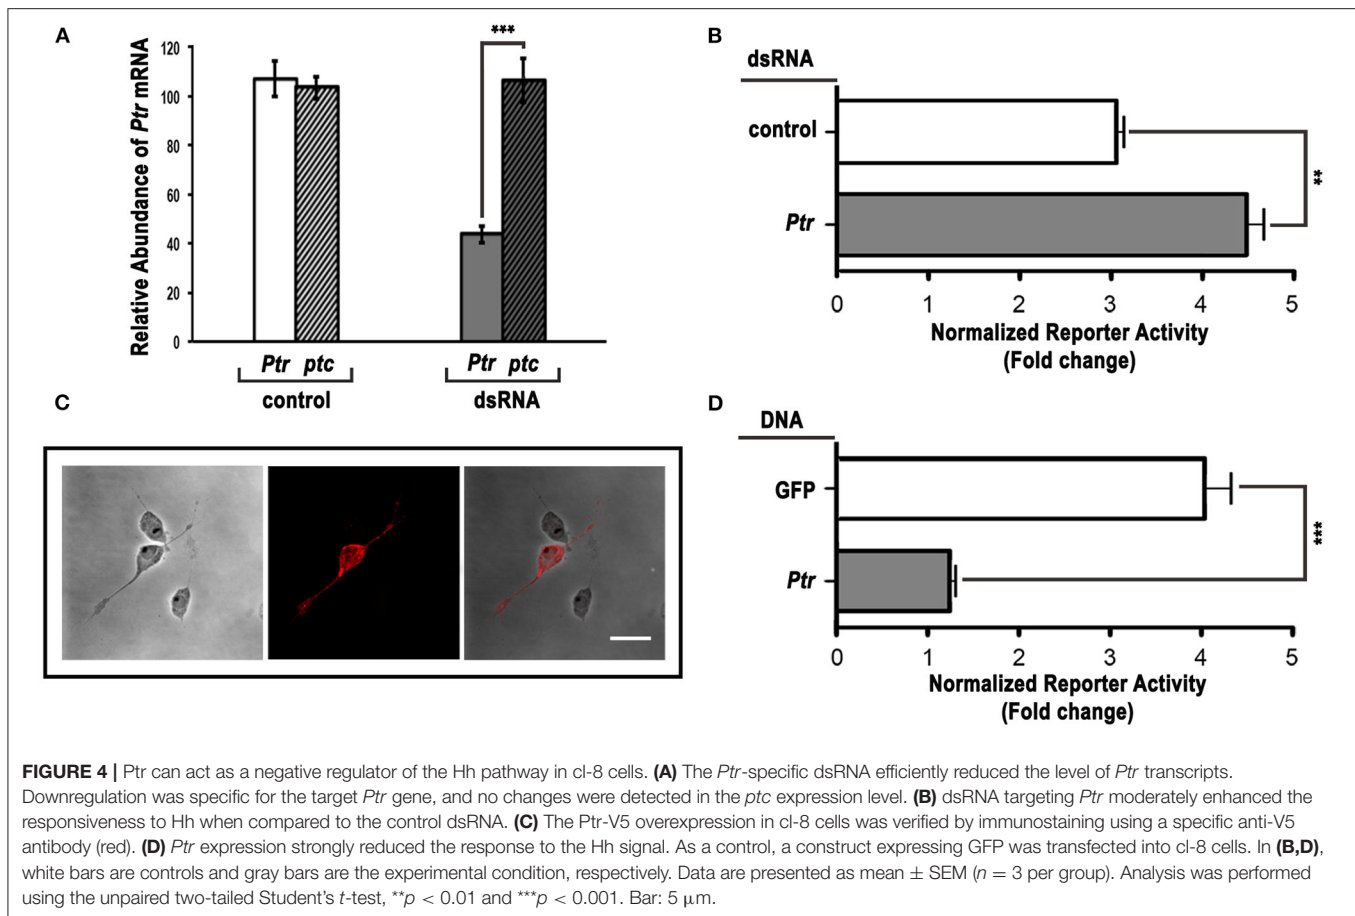 A
Relative Abundance of Ptr mRNA
120
100
80
60
40
20
0
***
Ptr ptc
Ptr ptc
control
dsRNA
B
dsRNA
control
Ptr
**
0 1 2 3 4 5
Normalized Reporter Activity
(Fold change)
C
D
DNA
GFP
Ptr
***
0 1 2 3 4 5
Normalized Reporter Activity
(Fold change)
FIGURE 4 | Ptr can act as a negative regulator of the Hh pathway in cl-8 cells. (A) The Ptr-specific dsRNA efficiently reduced the level of Ptr transcripts.
Downregulation was specific for the target Ptr gene, and no changes were detected in the ptc expression level. (B) dsRNA targeting Ptr moderately enhanced the
responsiveness to Hh when compared to the control dsRNA. (C) The Ptr-V5 overexpression in cl-8 cells was verified by immunostaining using a specific anti-V5
antibody (red). (D) Ptr expression strongly reduced the response to the Hh signal. As a control, a construct expressing GFP was transfected into cl-8 cells. In (B,D),
white bars are controls and gray bars are the experimental condition, respectively. Data are presented as mean ± SEM (n = 3 per group). Analysis was performed
using the unpaired two-tailed Student's t-test, **p < 0.01 and ***p < 0.001. Bar: 5 μm.